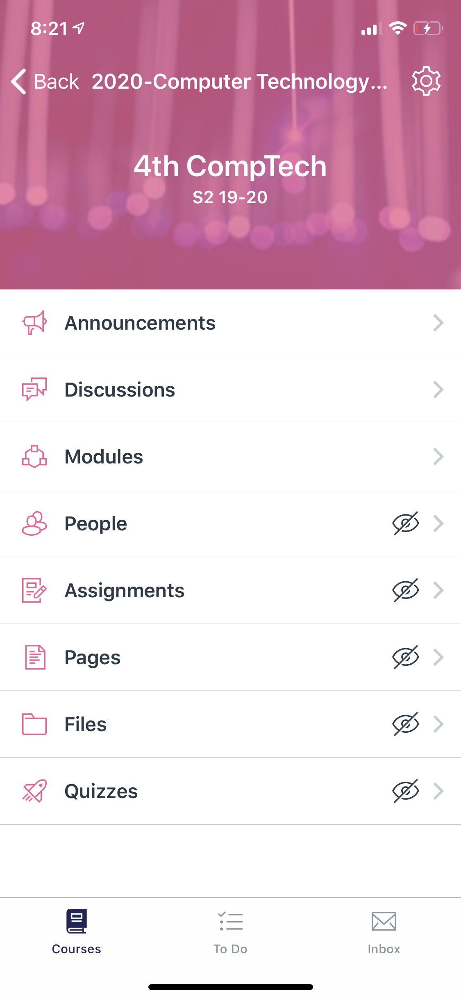 8:21
Back 2020-Computer Technology...
4th CompTech
S2 19-20
Announcements
Discussions
Modules
People
Assignments
Pages
Files
Quizzes
Courses To Do Inbox